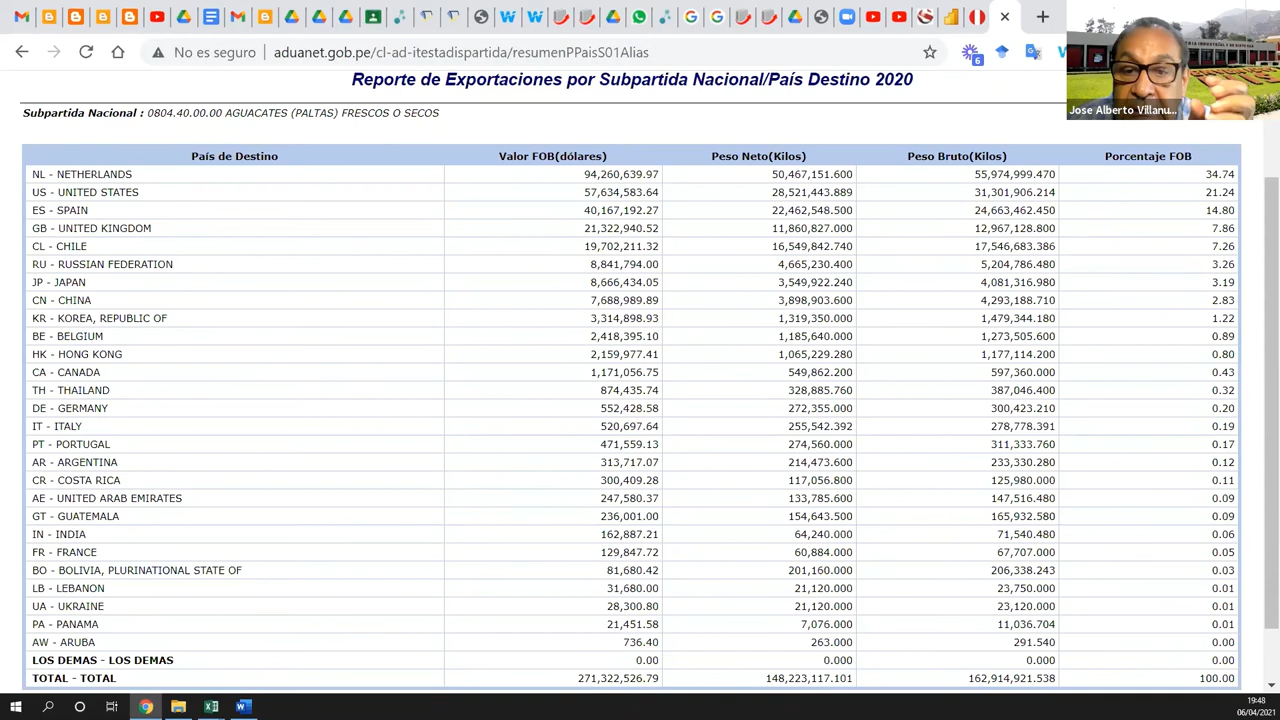 No es seguro
aduanet.gob.pe/cl-ad-itestadispartida/resumenPPaisS01Alias
6
Jose Alberto Villanu...
Reporte de Exportaciones por Subpartida Nacional/País Destino 2020
Subpartida Nacional : 0804.40.00.00 AGUACATES (PALTAS) FRESCOS O SECOS
País de Destino Valor FOB(dólares) Peso Neto(Kilos) Peso Bruto(Kilos) Porcentaje FOB
NL - NETHERLANDS 94,260,639.97 50,467,151.600 55,974,999.470 34.74
US - UNITED STATES 57,634,583.64 28,521,443.889 31,301,906.214 21.24
ES - SPAIN 40,167,192.27 22,462,548.500 24,663,462.450 14.80
GB - UNITED KINGDOM 21,322,940.52 11,860,827.000 12,967,128.800 7.86
CL - CHILE 19,702,211.32 16,549,842.740 17,546,683.386 7.26
RU - RUSSIAN FEDERATION 8,841,794.00 4,665,230.400 5,204,786.480 3.26
JP - JAPAN 8,666,434.05 3,549,922.240 4,081,316.980 3.19
CN - CHINA 7,688,989.89 3,898,903.600 4,293,188.710 2.83
KR - KOREA, REPUBLIC OF 3,314,898.93 1,319,350.000 1,479,344.180 1.22
BE - BELGIUM 2,418,395.10 1,185,640.000 1,273,505.600 0.89
HK - HONG KONG 2,159,977.41 1,065,229.280 1,177,114.200 0.80
CA - CANADA 1,171,056.75 549,862.200 597,360.000 0.43
TH - THAILAND 874,435.74 328,885.760 387,046.400 0.32
DE - GERMANY 552,428.58 272,355.000 300,423.210 0.20
IT - ITALY 520,697.64 255,542.392 278,778.391 0.19
PT - PORTUGAL 471,559.13 274,560.000 311,333.760 0.17
AR - ARGENTINA 313,717.07 214,473.600 233,330.280 0.12
CR - COSTA RICA 300,409.28 117,056.800 125,980.000 0.11
AE - UNITED ARAB EMIRATES 247,580.37 133,785.600 147,516.480 0.09
GT - GUATEMALA 236,001.00 154,643.500 165,932.580 0.09
IN - INDIA 162,887.21 64,240.000 71,540.480 0.06
FR - FRANCE 129,847.72 60,884.000 67,707.000 0.05
BO - BOLIVIA, PLURINATIONAL STATE OF 81,680.42 201,160.000 206,338.243 0.03
LB - LEBANON 31,680.00 21,120.000 23,750.000 0.01
UA - UKRAINE 28,300.80 21,120.000 23,120.000 0.01
PA - PANAMA 21,451.58 7,076.000 11,036.704 0.01
AW - ARUBA 736.40 263.000 291.540 0.00
LOS DEMAS - LOS DEMAS 0.00 0.000 0.000 0.00
TOTAL - TOTAL 271,322,526.79 148,223,117.101 162,914,921.538 100.00
19:48
06/04/2021